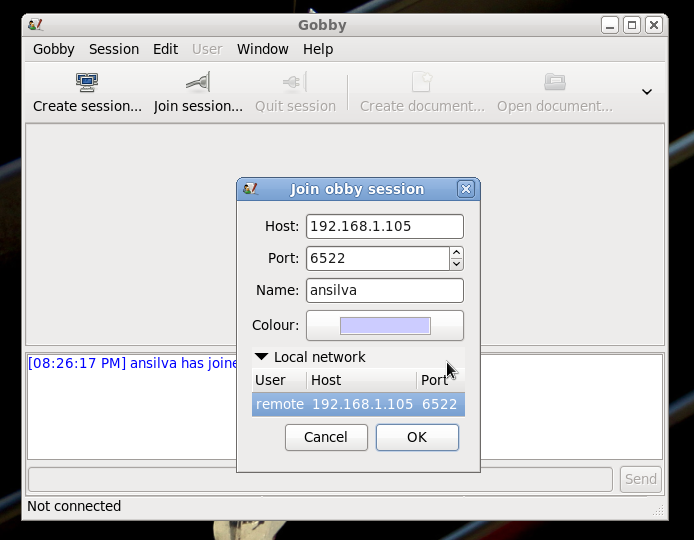 Gobby
Gobby Session Edit User Window Help
Create session... Join session... Quit session Create document... Open document...
Join obby session
Host: 192.168.1.105
Port: 6522
Name: ansilva
Colour:
[08:26:17 PM] ansilva has joine
Local network
User Host Port
remote 192.168.1.105 6522
Cancel OK
Send
Not connected